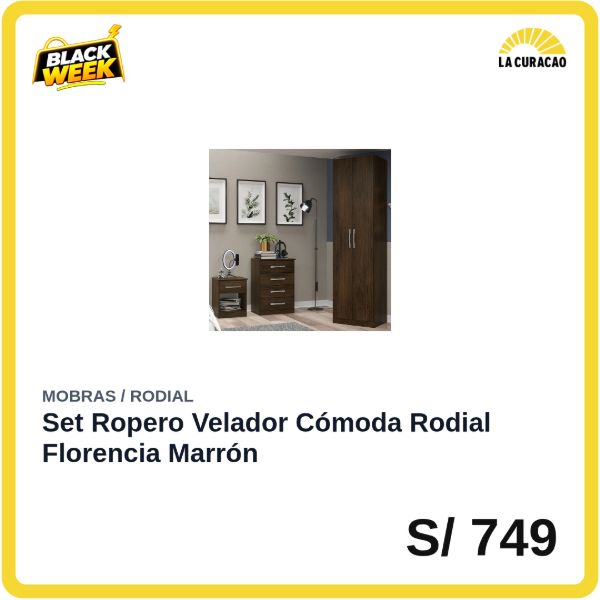 BLACK
WEEK
LA CURACAO
MOBRAS / RODIAL
Set Ropero Velador Cómoda Rodial
Florencia Marrón
S/ 749